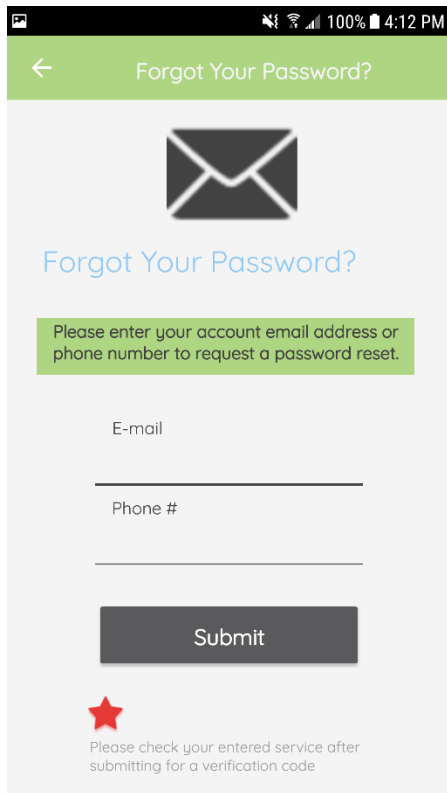 100% 4:12 PM
Forgot Your Password?
Forgot Your Password?
Please enter your account email address or
phone number to request a password reset.
E-mail
Phone #
Submit
Please check your entered service after
submitting for a verification code